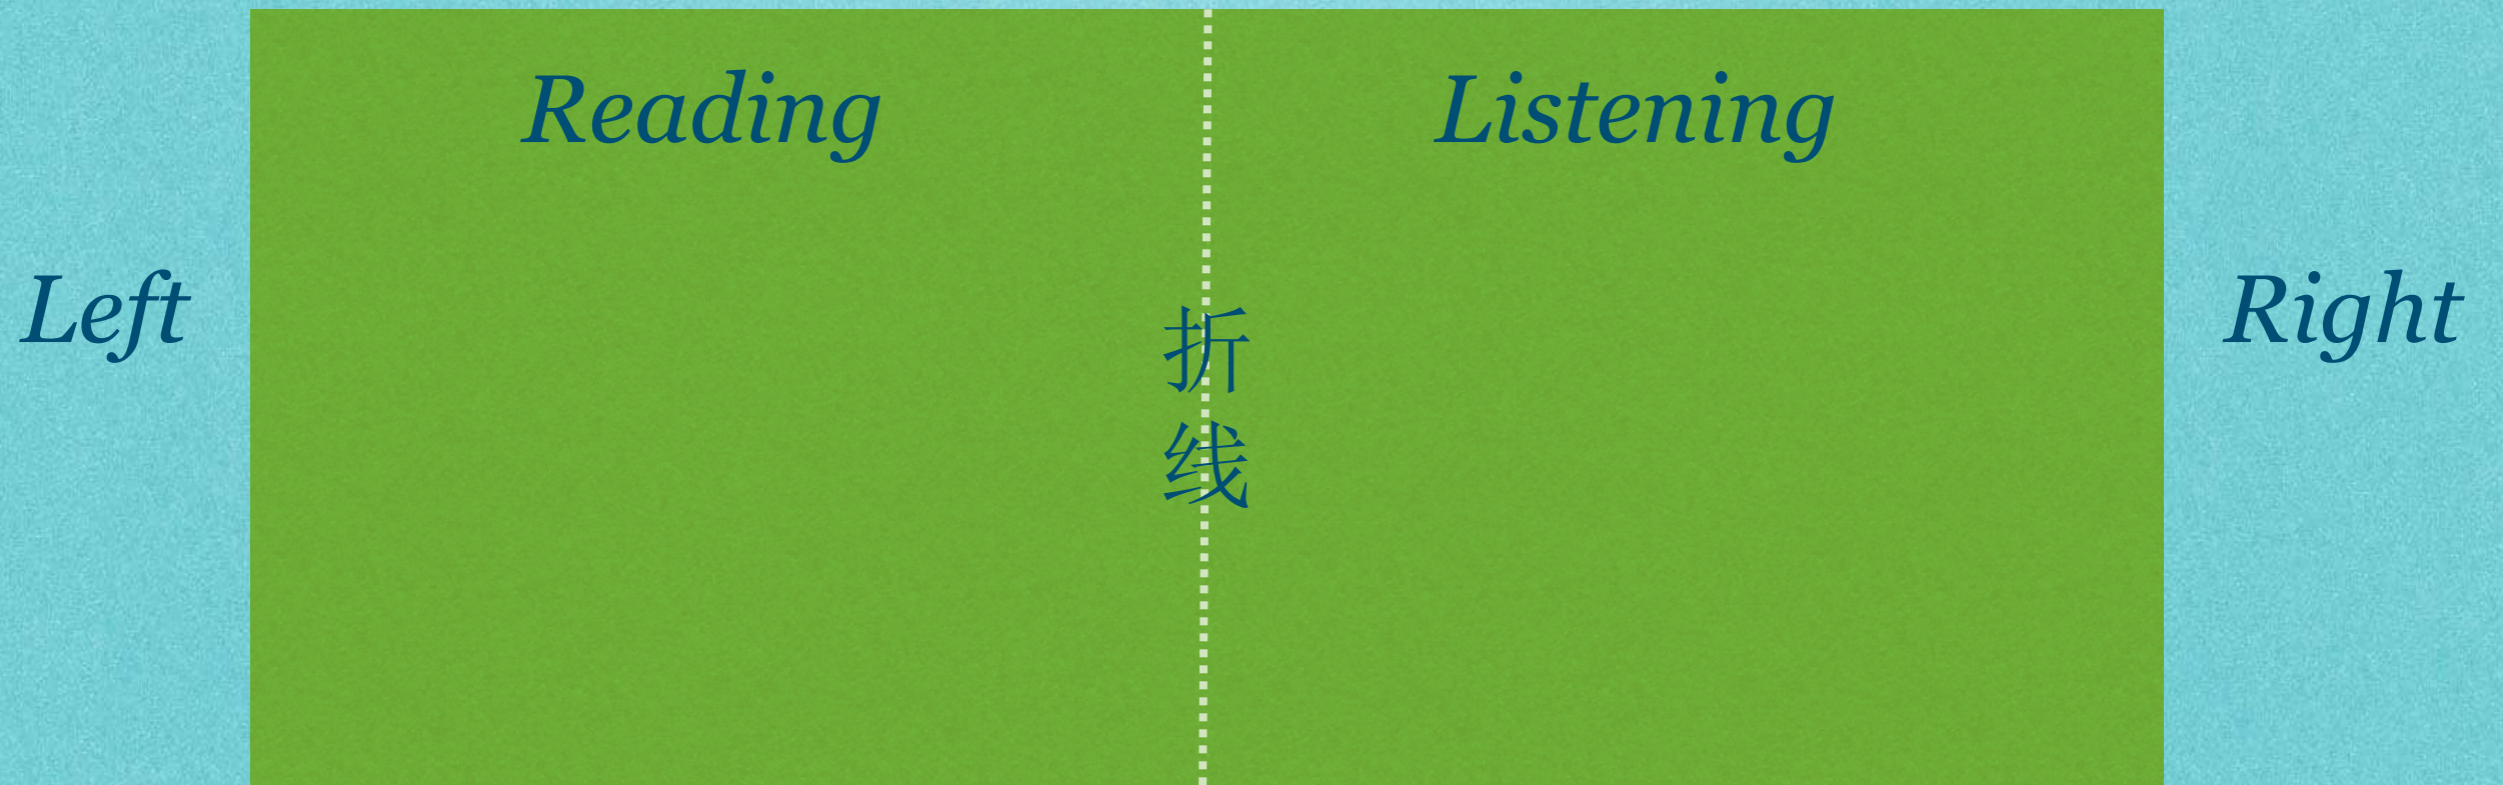 Reading
Listening
Left
Right
折
线